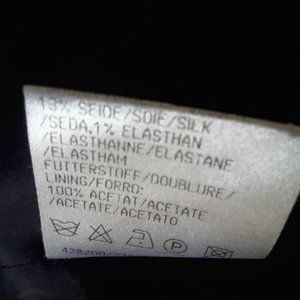 13% SEIDE/SOIE/SILK
/SEDA,1% ELASTHAN
/ELASTHANNE/ELASTANE
/ELASTHAM
FUTTERSTOFF/DOUBLURE/
LINING/FORRO:
100% ACETAT/ACETATE
/ACETATE/ACETATO
P